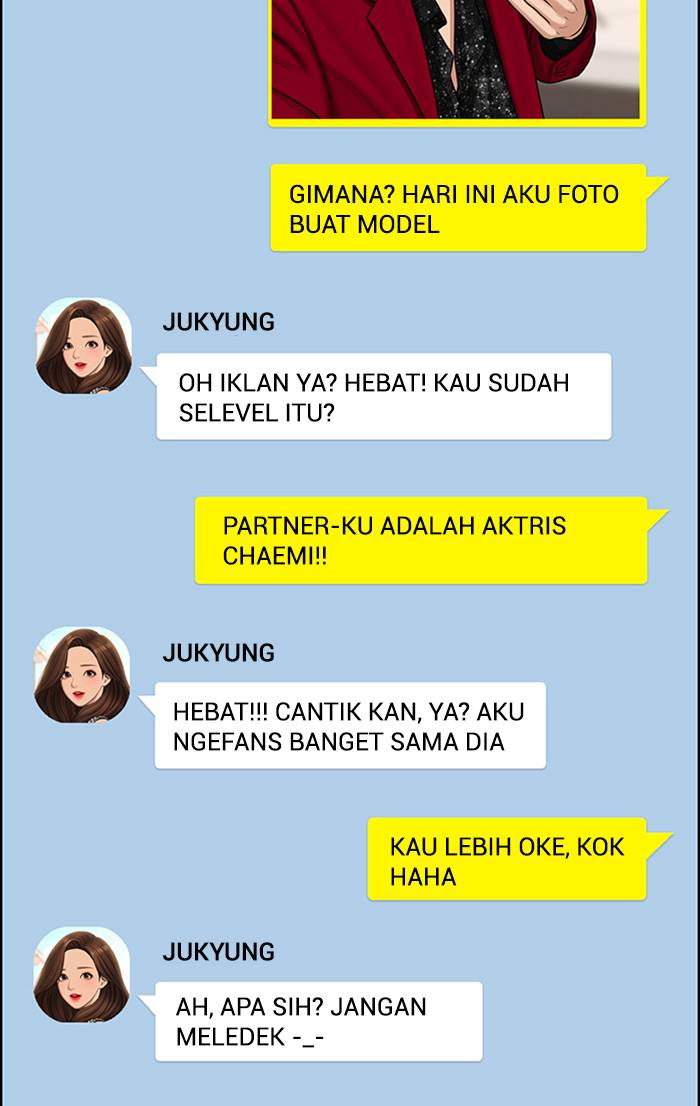 GIMANA? HARI INI AKU FOTO
BUAT MODEL
JUKYUNG
OH IKLAN YA? HEBAT! KAU SUDAH
SELEVEL ITU?
PARTNER-KU ADALAH AKTRIS
CHAEMI!!
JUKYUNG
HEBAT!!! CANTIK KAN, YA? AKU
NGEFANS BANGET SAMA DIA
KAU LEBIH OKE, KOK
HAHA
JUKYUNG
AH, APA SIH? JANGAN
MELEDEK -_-